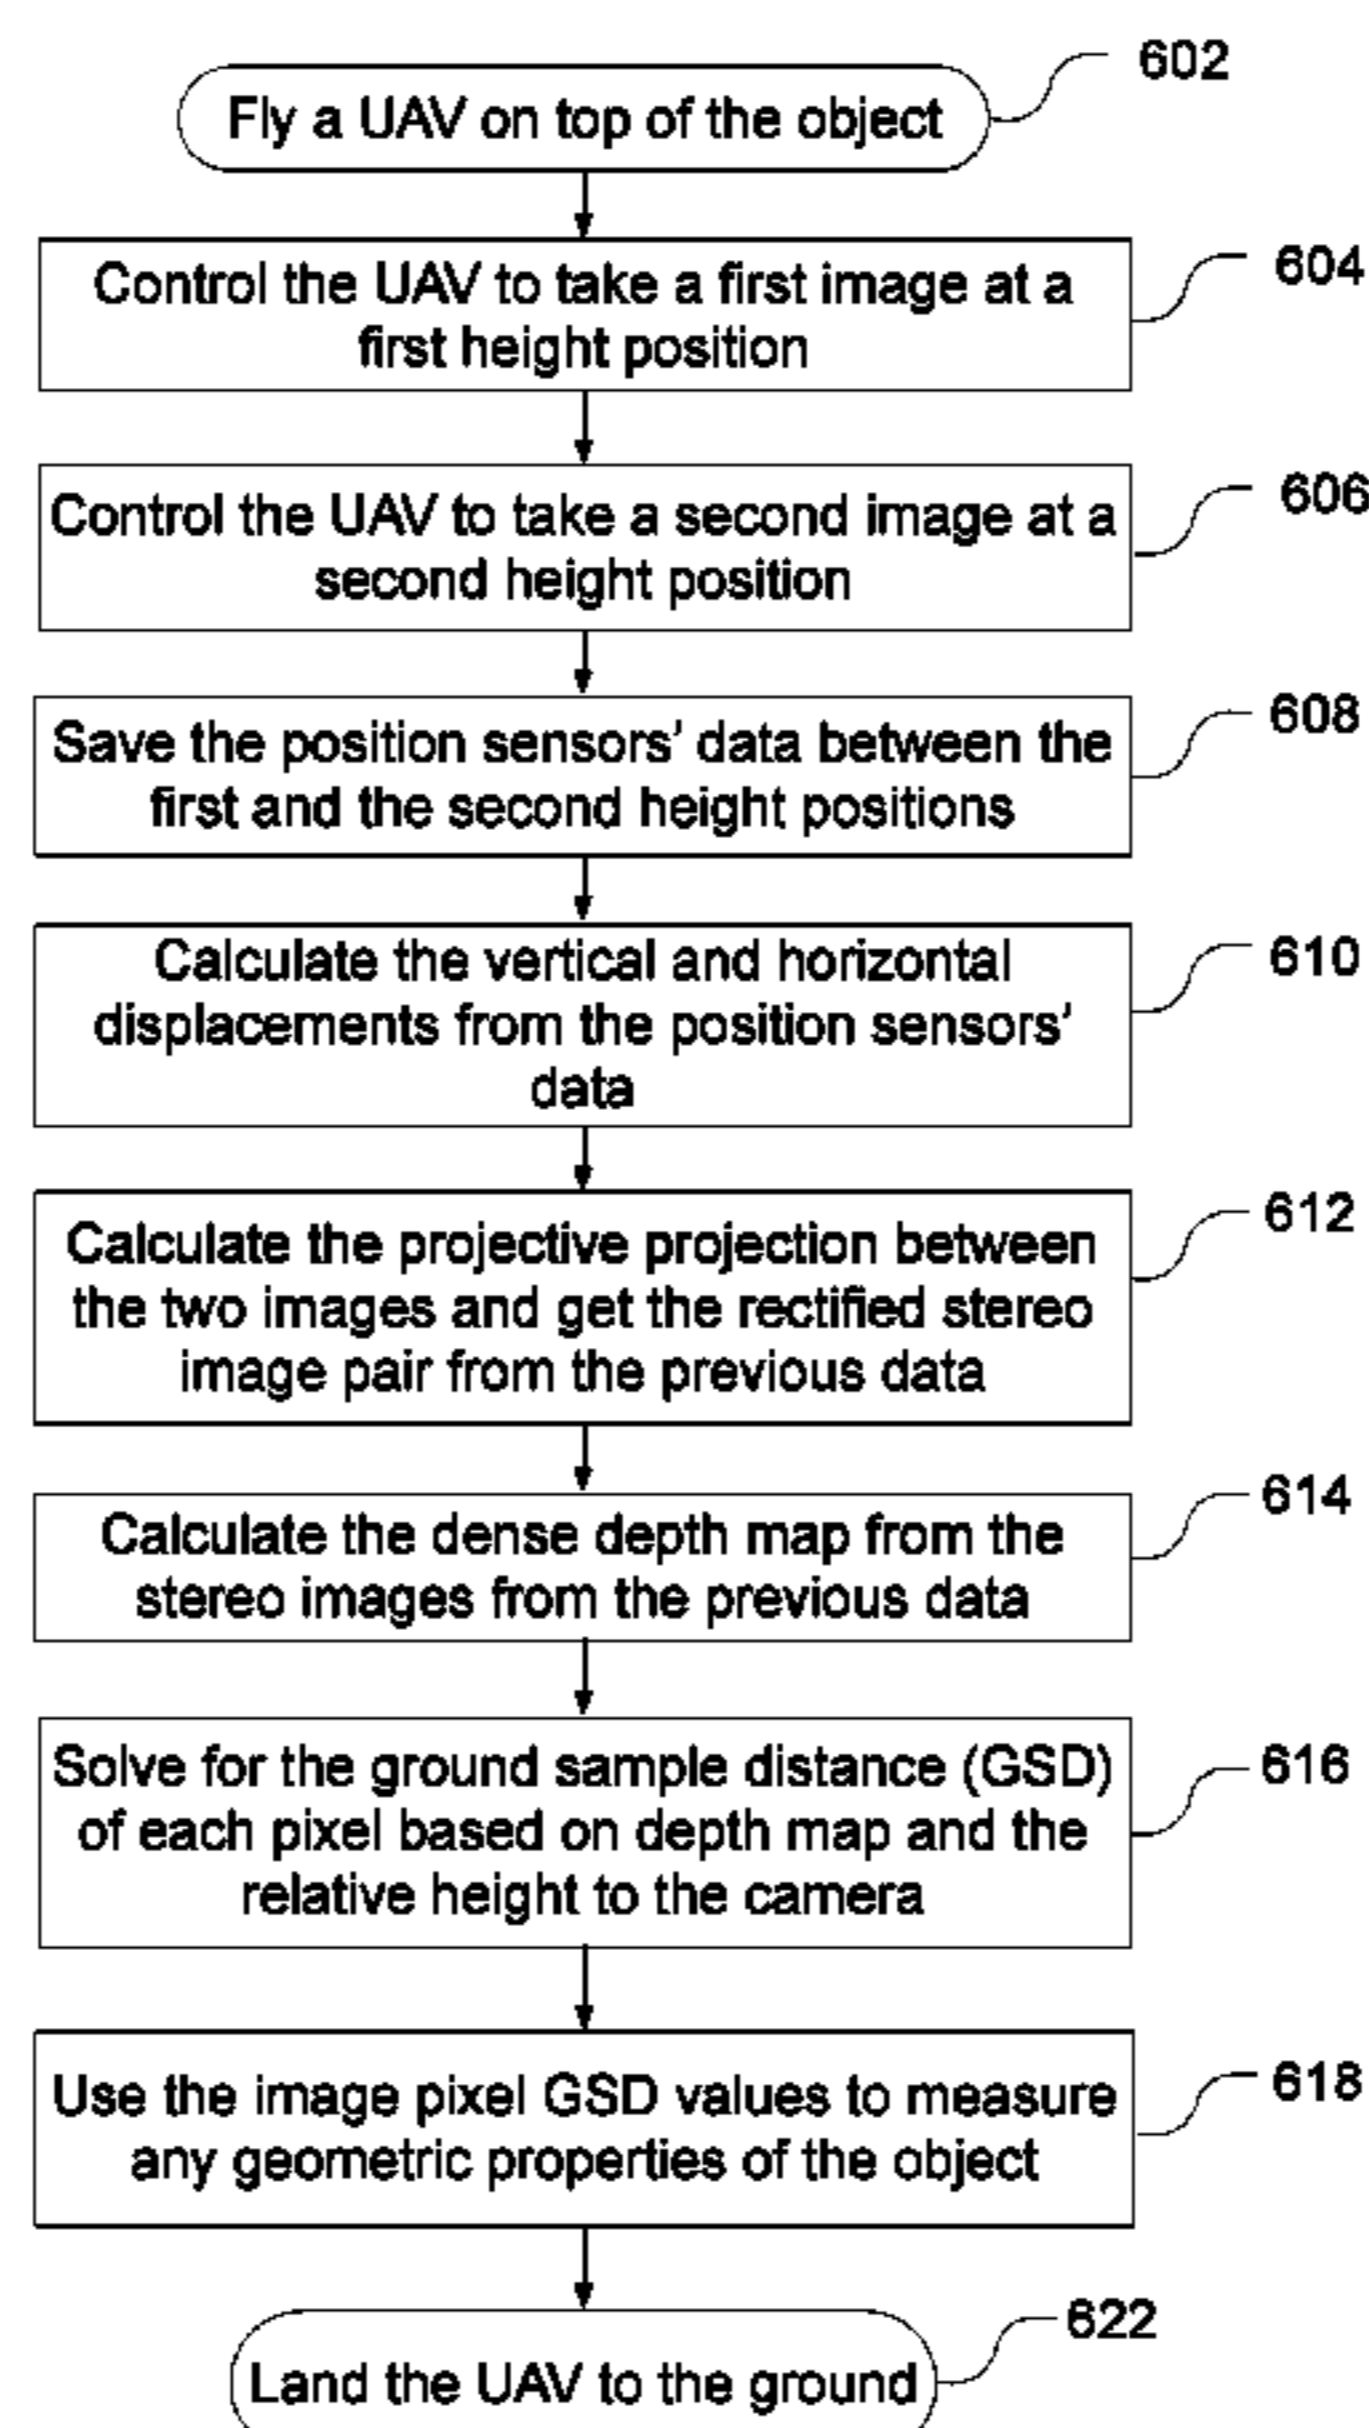 Fly a UAV on top of the object
602
Control the UAV to take a first image at a
first height position
604
Control the UAV to take a second image at a
second height position
606
Save the position sensors' data between the
first and the second height positions
608
Calculate the vertical and horizontal
displacements from the position sensors'
data
610
Calculate the projective projection between
the two images and get the rectified stereo
image pair from the previous data
612
Calculate the dense depth map from the
stereo images from the previous data
614
Solve for the ground sample distance (GSD)
of each pixel based on depth map and the
relative height to the camera
616
Use the image pixel GSD values to measure
any geometric properties of the object
618
Land the UAV to the ground
622